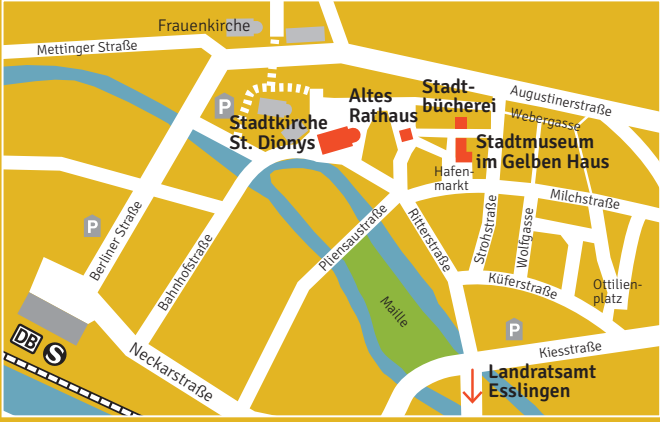 Frauenkirche
Mettinger Straße
P
Stadtkirche
St. Dionys
Altes
Rathaus
Stadt-
bücherei
Augustinerstraße
Webergasse
Stadtmuseum
im Gelben Haus
Hafen-
markt
Milchstraße
Pliensaustraße
Ritterstraße
Strohstraße
Wolfgasse
P
Berliner Straße
Bahnhofstraße
Küferstraße
Ottilien-
platz
Maille
P
DB
S
Neckarstraße
Kiesstraße
Landratsamt
Esslingen